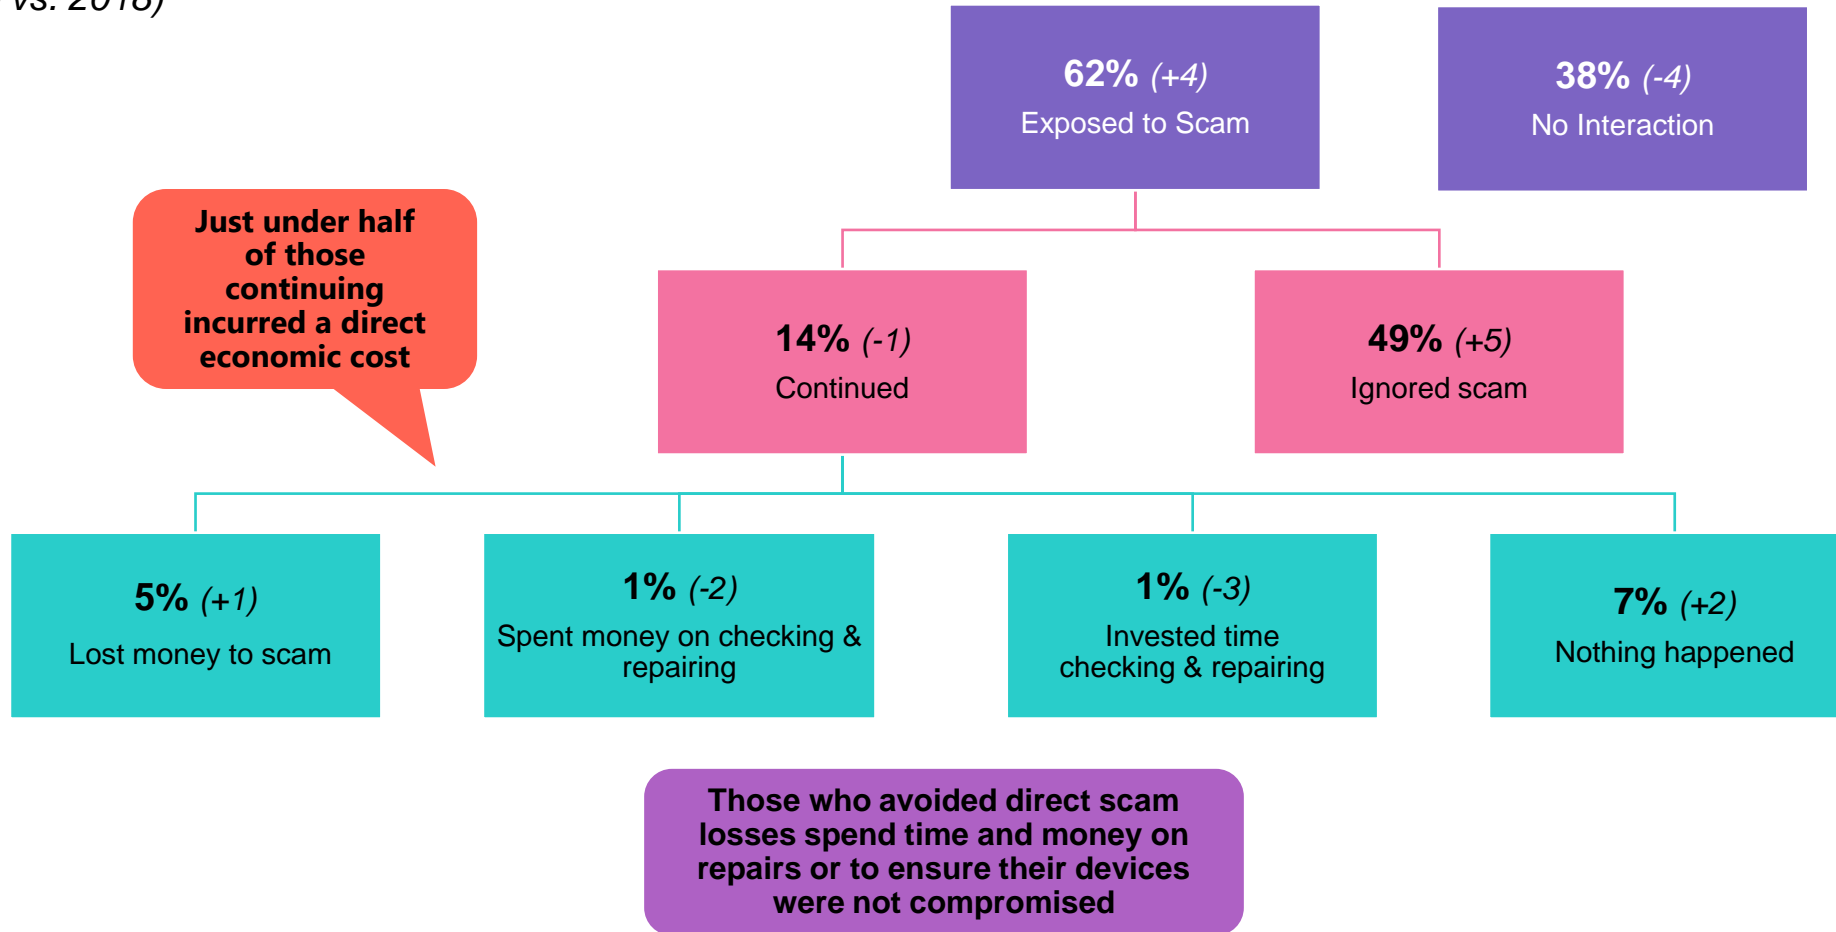 vs. 2018)
62% (+4)
Exposed to Scam
38% (-4)
No Interaction
Just under half
of those
continuing
incurred a direct
economic cost
14% (-1)
Continued
49% (+5)
Ignored scam
5% (+1)
Lost money to scam
1% (-2)
Spent money on checking &
repairing
1% (-3)
Invested time
checking & repairing
7% (+2)
Nothing happened
Those who avoided direct scam
losses spend time and money on
repairs or to ensure their devices
were not compromised